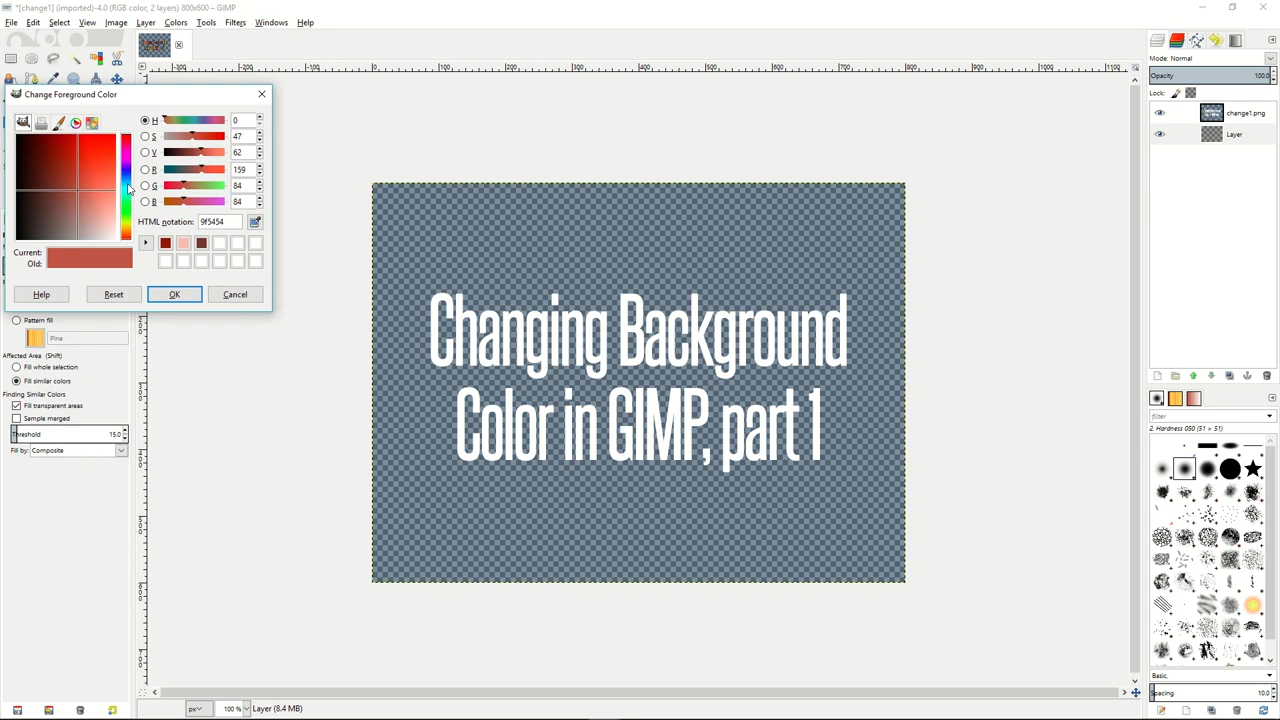 *[change1] (imported)-4.0 (RGB color, 2 layers) 800x600 – GIMP
File Edit Select View Image Layer Colors Tools Filters Windows Help
Change Foreground Color
H 0
S 47
V 62
R 159
G 84
B 84
HTML notation: 9f5454
Current:
Old:
Help Reset OK Cancel
Pattern fill
Pine
Affected Area (Shift)
Fill whole selection
Fill similar colors
Finding Similar Colors
Fill transparent areas
Sample merged
Threshold 15.0
Fill by: Composite
Changing Background
Color in GIMP, part 1
px 100 % Layer (8.4 MB)
Mode: Normal
Opacity 100.0
Lock:
change1.png
Layer
filter
2. Hardness 050 (51 × 51)
Basic,
Spacing 10.0